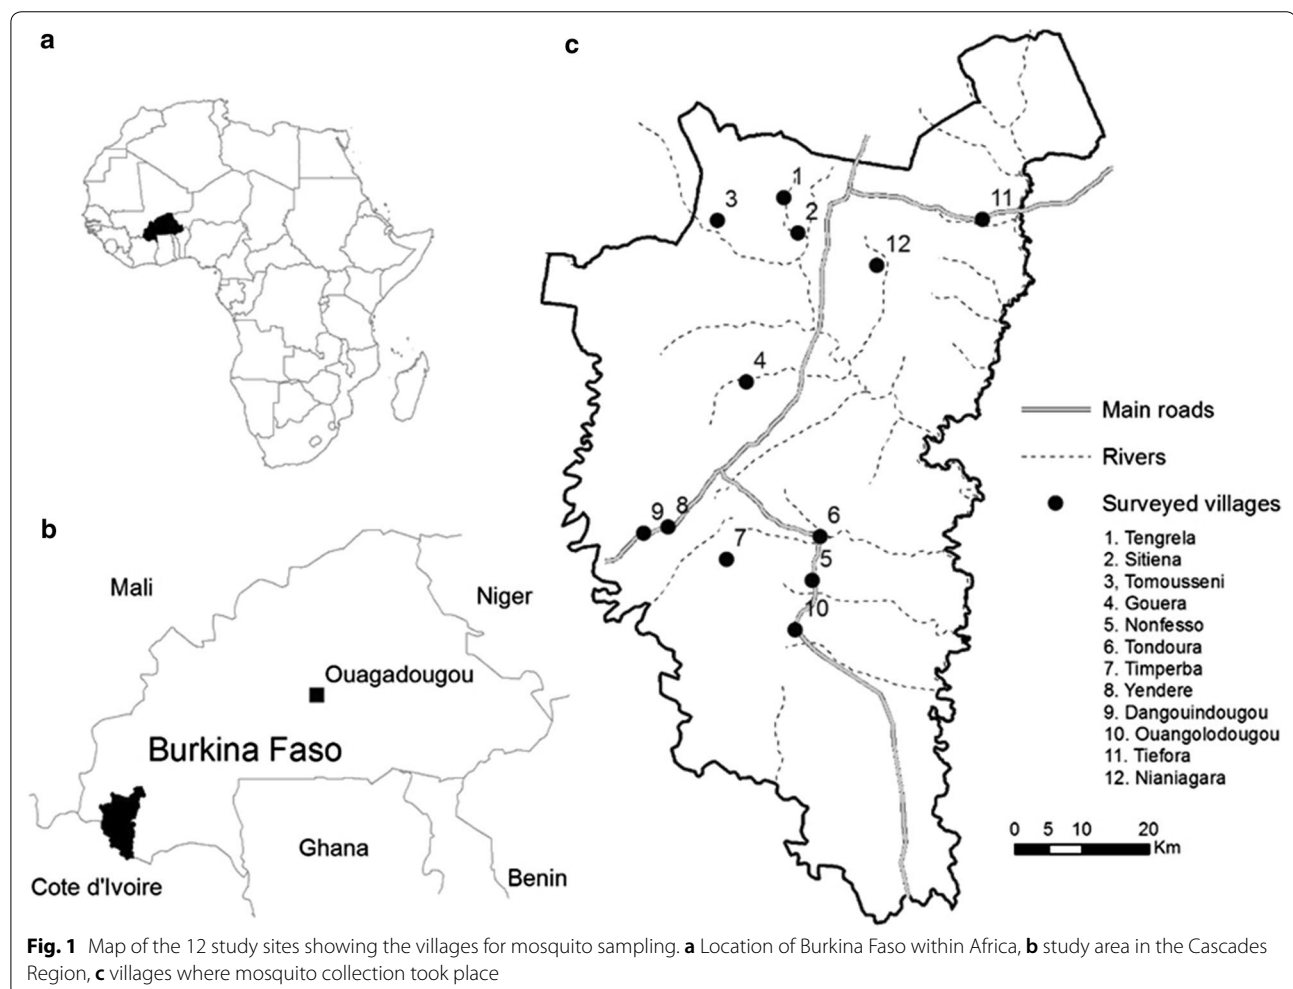 a
b
Mali
Niger
Ouagadougou
Burkina Faso
Ghana
Benin
Cote d'Ivoire
c
1
2
3
11
12
4
9
8
6
7
5
10
Main roads
Rivers
Surveyed villages
1. Tengrela
2. Sitiena
3, Tomousseni
4. Gouera
5. Nonfesso
6. Tondoura
7. Timperba
8. Yendere
9. Dangouindougou
10. Ouangolodougou
11. Tiefora
12. Nianiagara
0 5 10 20
Km
Fig. 1 Map of the 12 study sites showing the villages for mosquito sampling. a Location of Burkina Faso within Africa, b study area in the Cascades
Region, c villages where mosquito collection took place